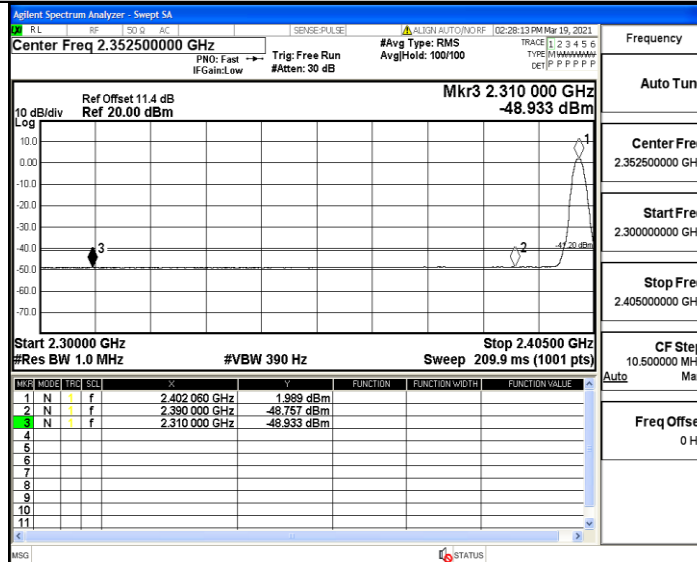 Agilent Spectrum Analyzer - Swept SA
RL RF 50 Ω AC SENSE:PULSE ALIGN AUTO/NO RF 02:28:13 PM Mar 19, 2021
Center Freq 2.352500000 GHz
#Avg Type: RMS
TRACE 1 2 3 4 5 6
PNO: Fast Trig: Free Run Avg|Hold: 100/100
TYPE M WWWWW
IFGain:Low #Atten: 30 dB
DET P P P P P P
Mkr3 2.310 000 GHz
-48.933 dBm
Ref Offset 11.4 dB
10 dB/div Ref 20.00 dBm
Log
1
10.0
0.00
-10.0
-20.0
-30.0
-40.0
3
2
-41.20 dBm
-50.0
-60.0
-70.0
Start 2.30000 GHz Stop 2.40500 GHz
#Res BW 1.0 MHz #VBW 390 Hz Sweep 209.9 ms (1001 pts)
MKR MODE TRC SCL X Y FUNCTION FUNCTION WIDTH FUNCTION VALUE
1 N 1 f 2.402 060 GHz 1.989 dBm
2 N 1 f 2.390 000 GHz -48.757 dBm
3 N 1 f 2.310 000 GHz -48.933 dBm
4
5
6
7
8
9
10
11
MSG STATUS
Frequency
Auto Tun
Center Fre
2.352500000 GH
Start Fre
2.300000000 GH
Stop Fre
2.405000000 GH
CF Step
10.500000 MH
Auto Ma
Freq Offse
0 H